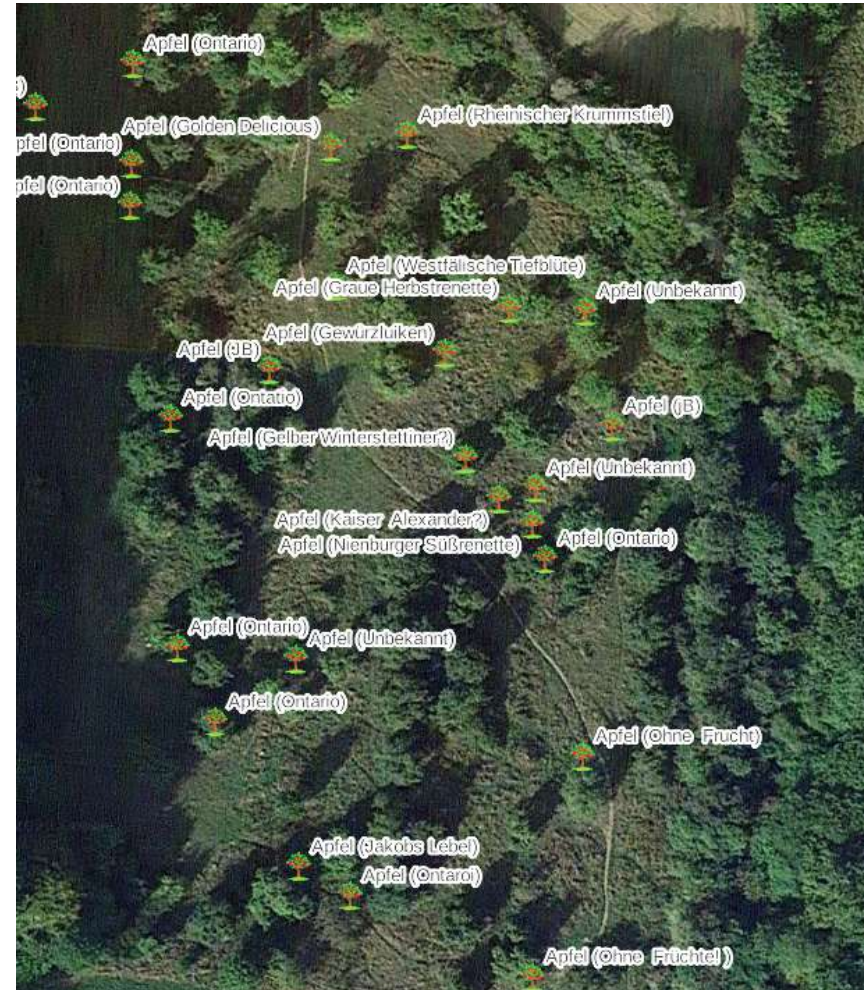 Apfel (Ontario)
)
Apfel (Golden Delicious)
Apfel (Rheinischer Krummstiel)
pfel (Ontario)
pfel (Ontario)
Apfel (Westfälische Tiefblüte)
Apfel (Graue Herbstrenette)
Apfel (Unbekannt)
Apfel (Gewürzluiken)
Apfel (JB)
Apfel (Ontatio)
Apfel (jB)
Apfel (Gelber Winterstettiner?)
Apfel (Unbekannt)
Apfel (Kaiser Alexander?)
Apfel (Nienburger Süßrenette)
Apfel (Ontario)
Apfel (Ontario)
Apfel (Unbekannt)
Apfel (Ontario)
Apfel (Ohne Frucht)
Apfel (Jakobs Lebel)
Apfel (Ontaroi)
Apfel (Ohne Früchte! )